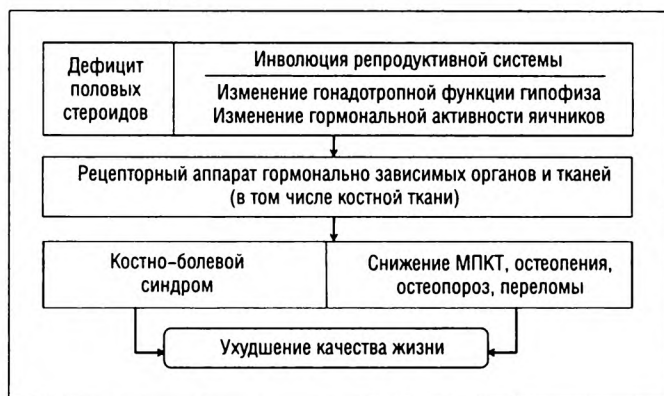 Дефицит
половых
стероидов
Инволюция репродуктивной системы
Изменение гонадотропной функции гипофиза
Изменение гормональной активности яичников
Рецепторный аппарат гормонально зависимых органов и тканей
(в том числе костной ткани)
Костно-болевой
синдром
Снижение МПКТ, остеопения,
остеопороз, переломы
Ухудшение качества жизни